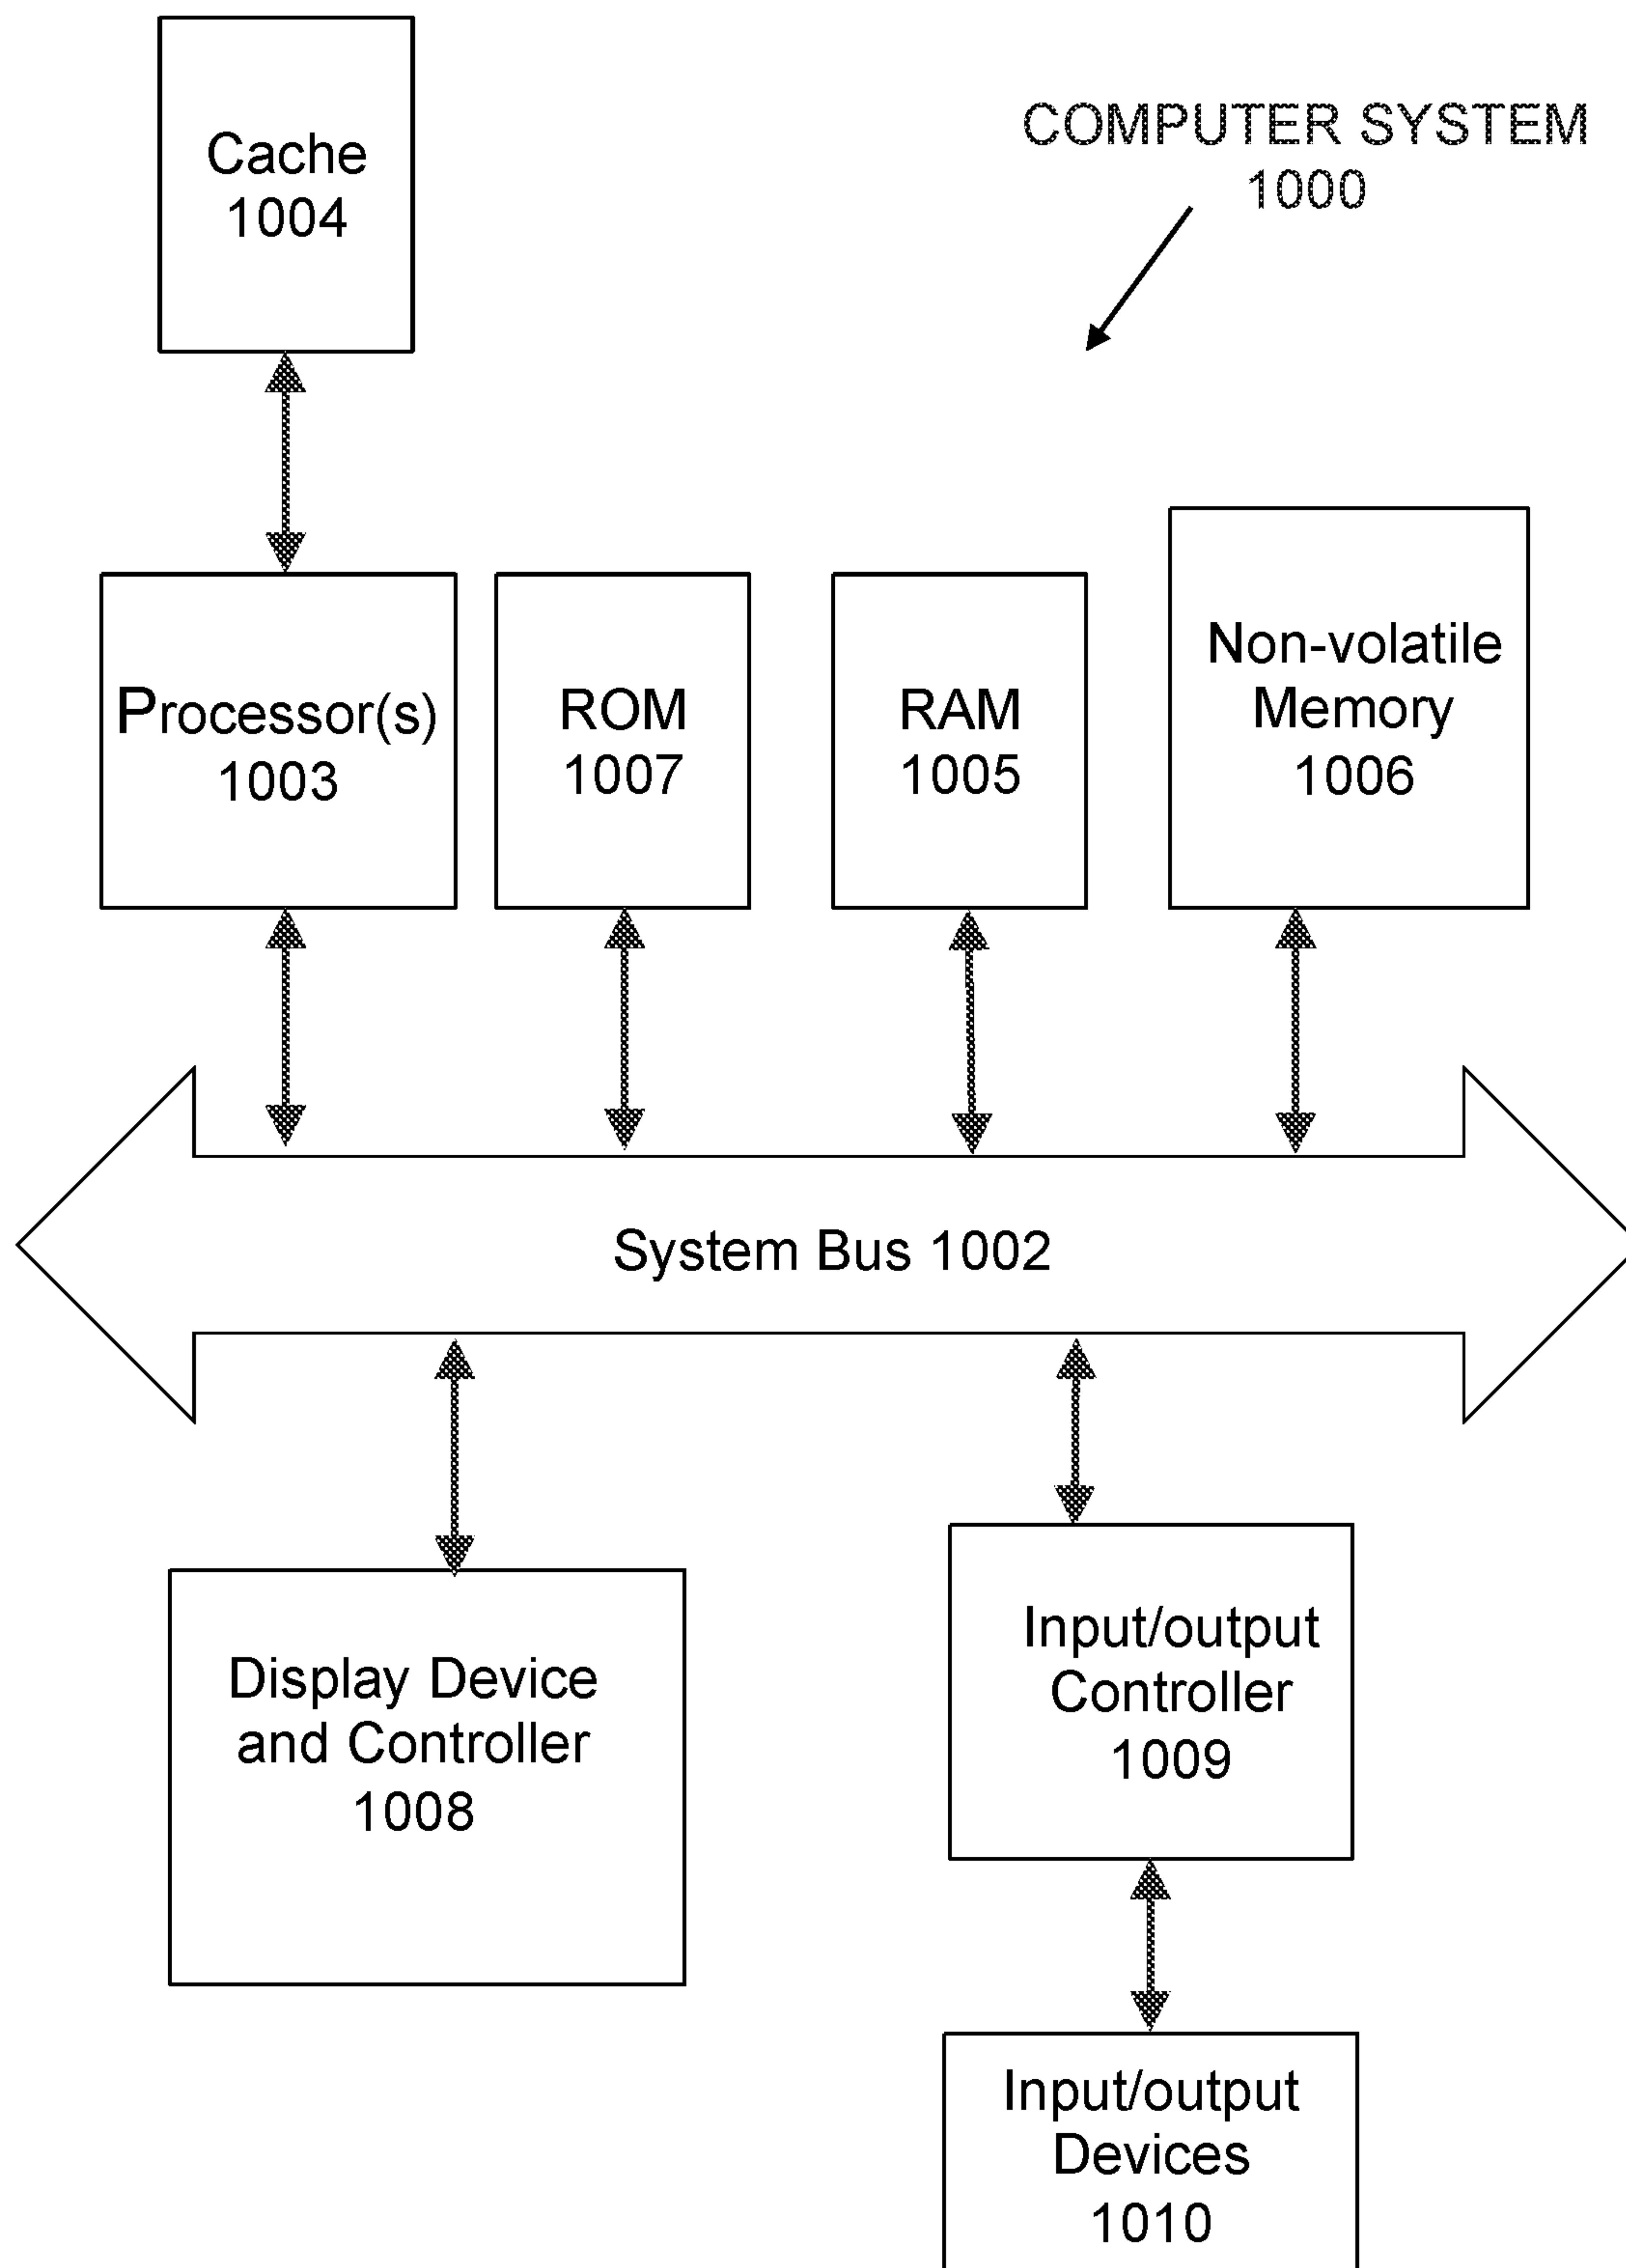 Cache
1004
COMPUTER SYSTEM
1000
Processor(s)
1003
ROM
1007
RAM
1005
Non-volatile
Memory
1006
System Bus 1002
Display Device
and Controller
1008
Input/output
Controller
1009
Input/output
Devices
1010